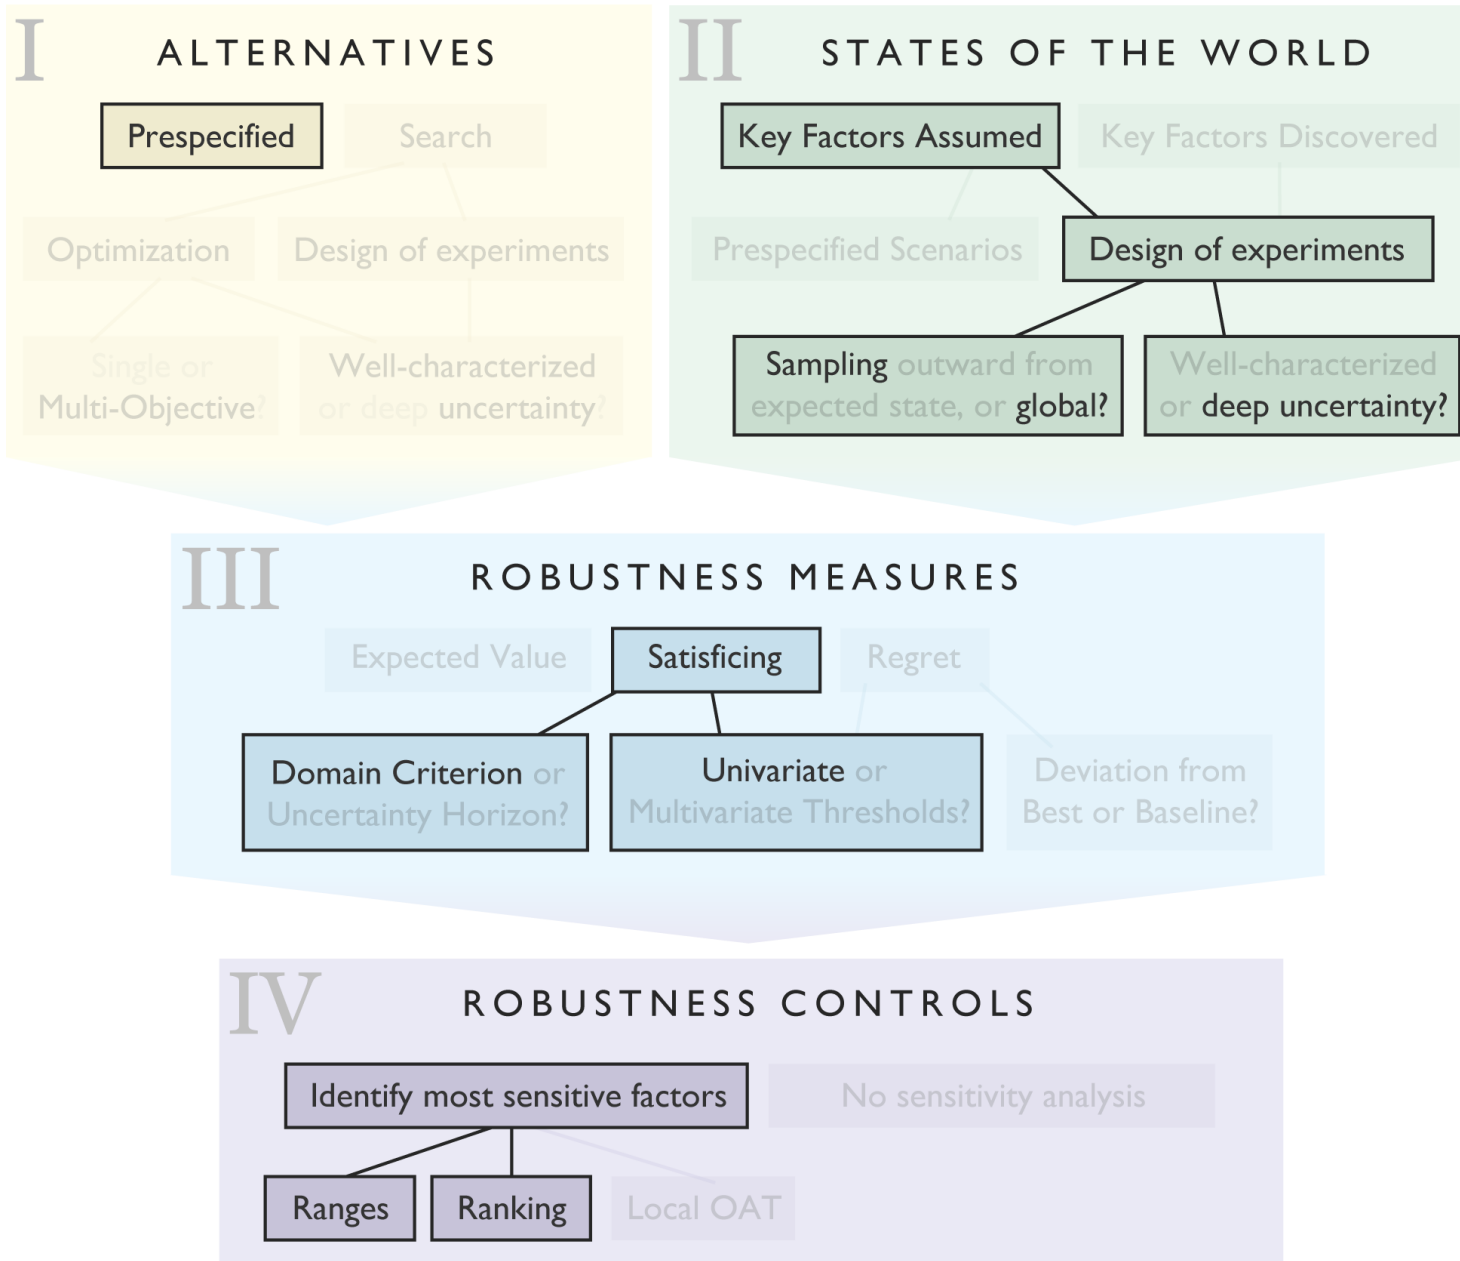 I
ALTERNATIVES
Prespecified
Search
Optimization
Design of experiments
Single or
Multi-Objective?
Well-characterized
or deep uncertainty?
II
STATES OF THE WORLD
Key Factors Assumed
Key Factors Discovered
Prespecified Scenarios
Design of experiments
Sampling outward from
expected state, or global?
Well-characterized
or deep uncertainty?
III
ROBUSTNESS MEASURES
Expected Value
Satisficing
Regret
Domain Criterion or
Uncertainty Horizon?
Univariate or
Multivariate Thresholds?
Deviation from
Best or Baseline?
IV
ROBUSTNESS CONTROLS
Identify most sensitive factors
No sensitivity analysis
Ranges
Ranking
Local OAT